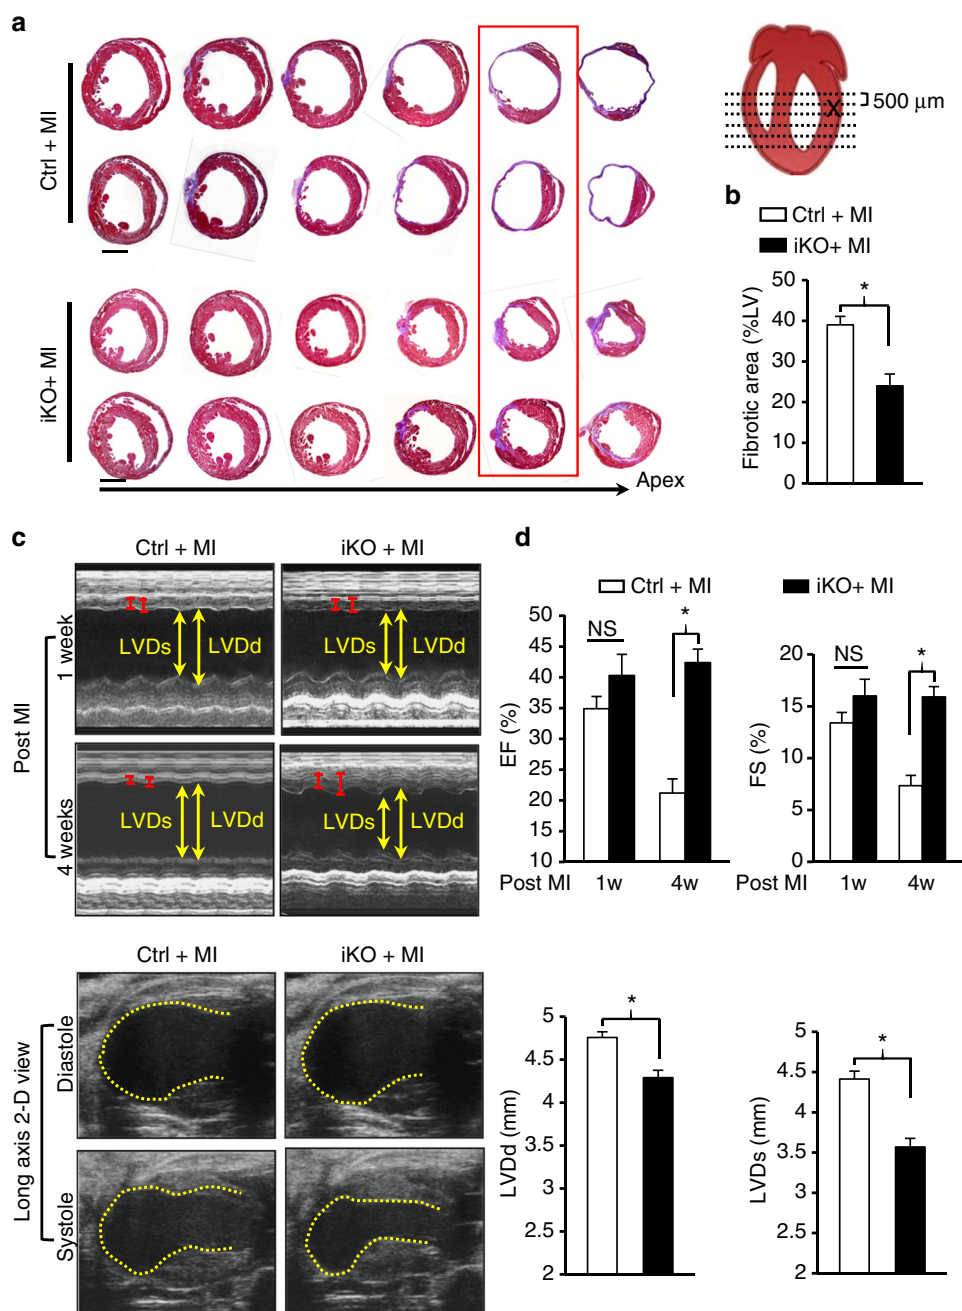 a
Ctrl + MI
iKO+ MI
Apex
500 μm
X
b
Ctrl + MI
iKO+ MI
Fibrotic area (%LV)
50
40
30
20
10
0
*
c
Ctrl + MI
iKO + MI
Post MI
1 week
4 weeks
LVDs
LVDd
LVDs
LVDd
LVDs
LVDd
LVDs
LVDd
Ctrl + MI
iKO + MI
Long axis 2-D view
Diastole
Systole
d
Ctrl + MI
iKO+ MI
EF (%)
50
45
40
35
30
25
20
15
10
NS
*
Post MI
1w
4w
FS (%)
20
15
10
5
0
NS
*
Post MI
1w
4w
LVDd (mm)
5
4.5
4
3.5
3
2.5
2
*
LVDs (mm)
5
4.5
4
3.5
3
2.5
2
*